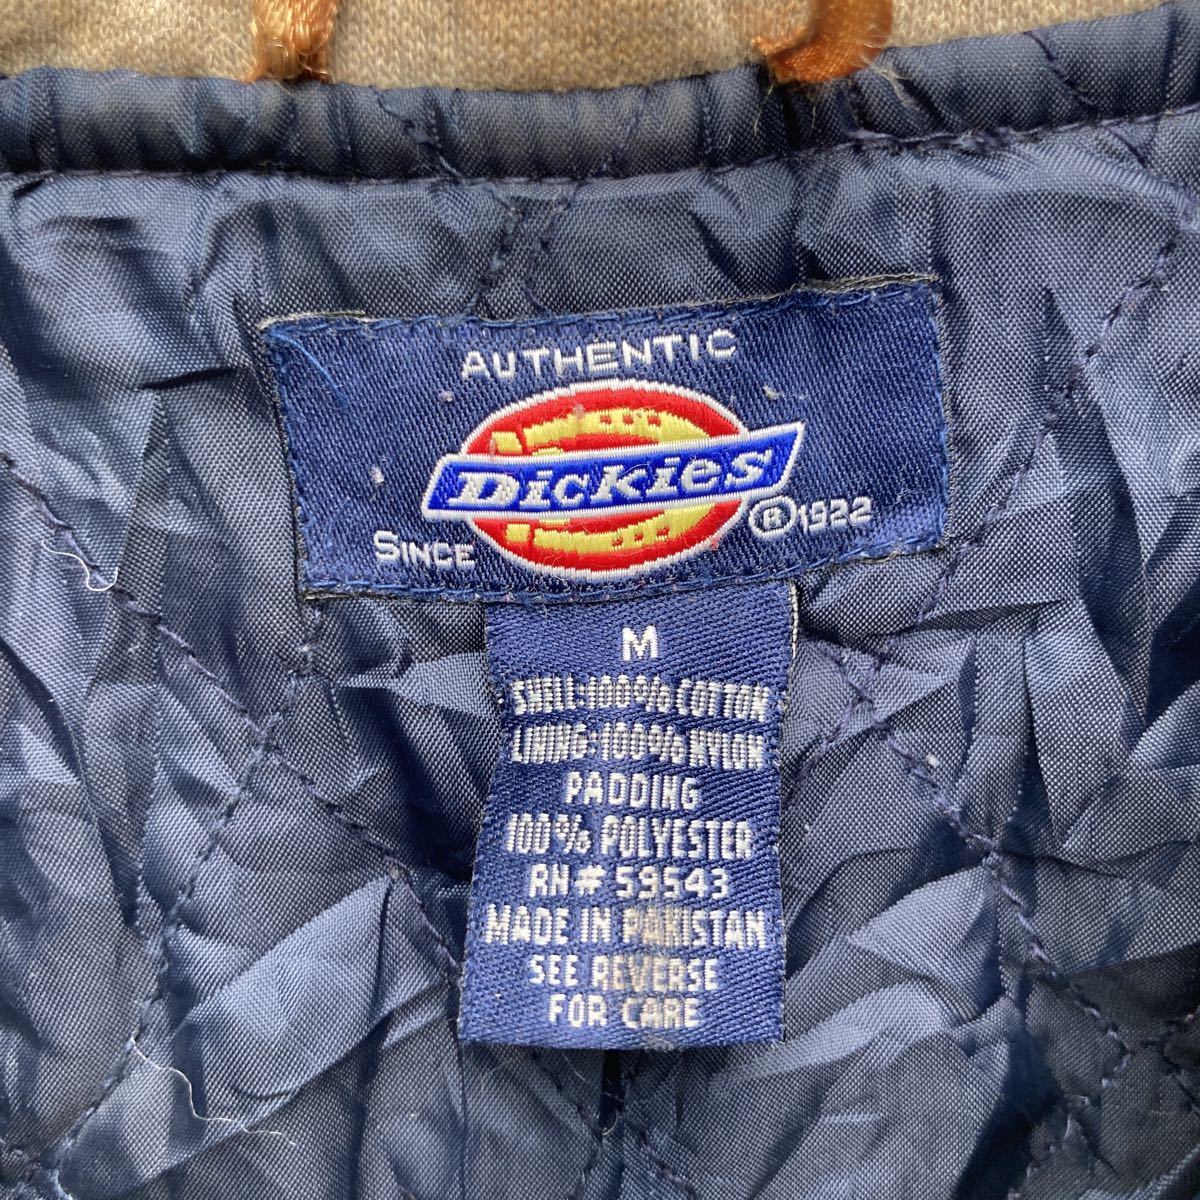 AUTHENTIC
Dickies
SINCE ® 1922
M
SHELL: 100% COTTON
LINING: 100% NYLON
PADDING
100% POLYESTER
RN# 59543
MADE IN PAKISTAN
SEE REVERSE
FOR CARE